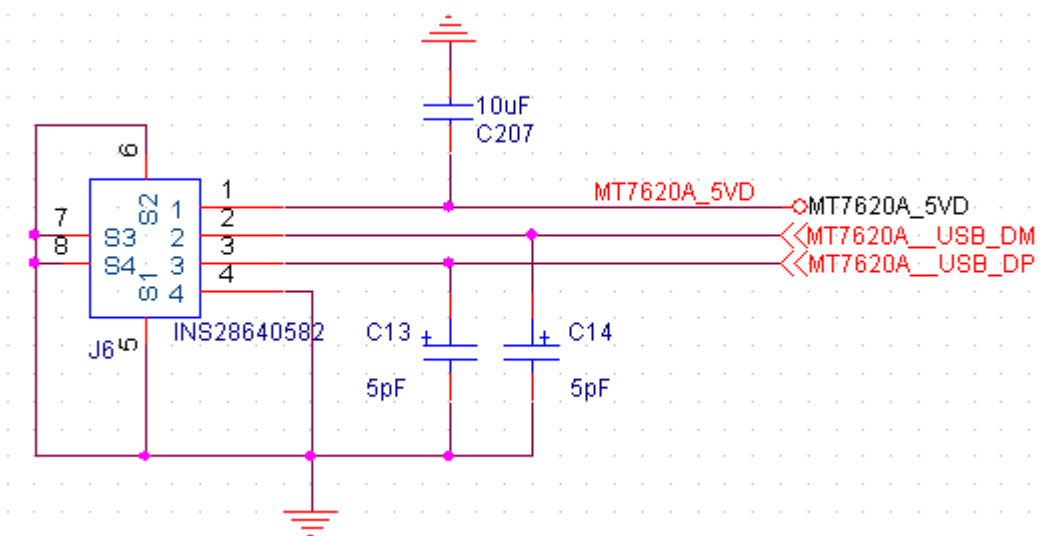 10uF
C207
6
1
MT7620A_5VD
MT7620A_5VD
7
S2
1
2
MT7620A__USB_DM
8
S3
2
3
MT7620A__USB_DP
S4
3
4
S1
4
INS28640582
J6
5
C13
+
+
C14
5pF
5pF